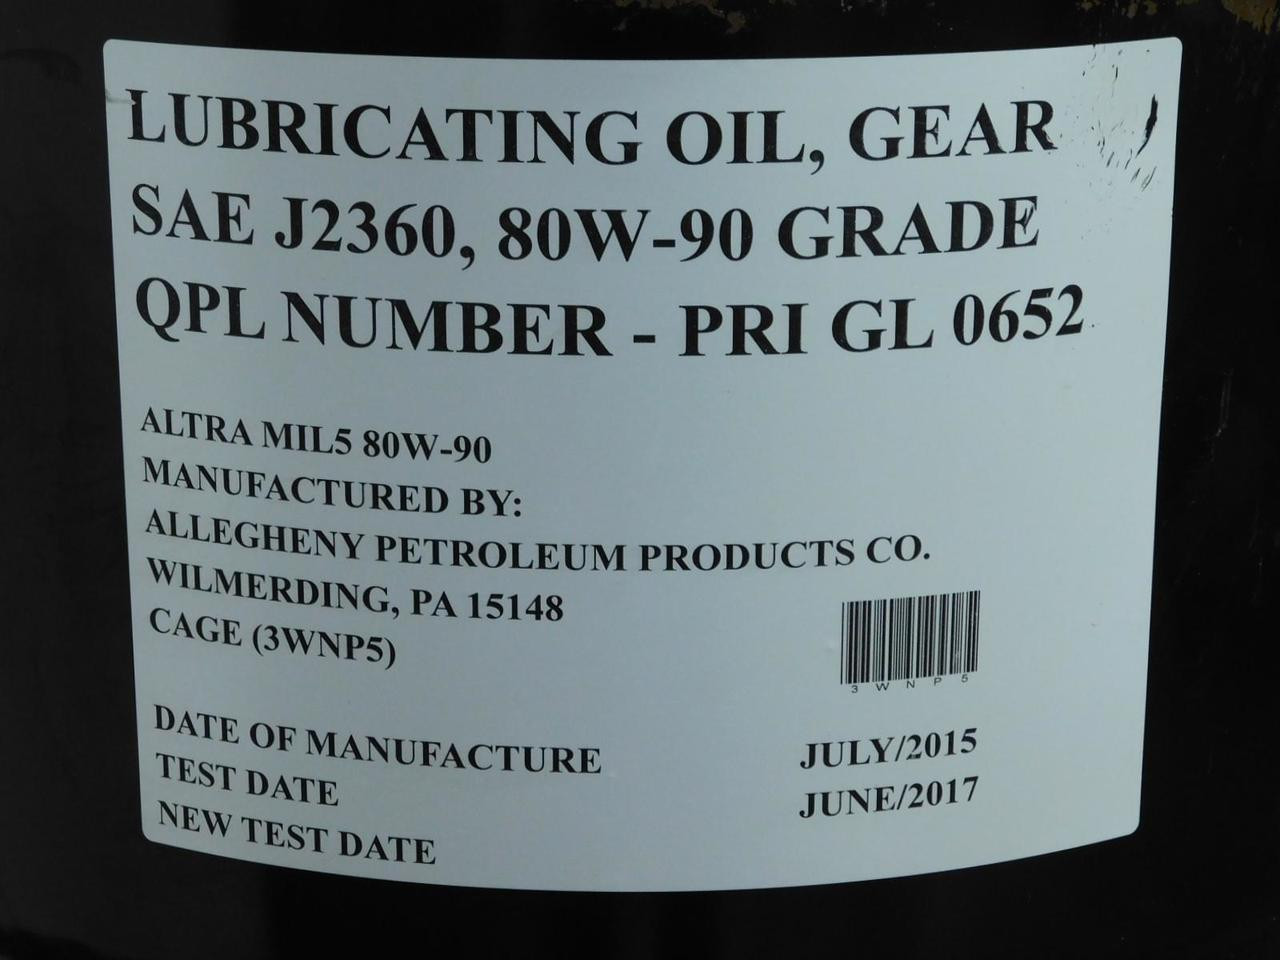 LUBRICATING OIL, GEAR
SAE J2360, 80W-90 GRADE
QPL NUMBER - PRI GL 0652
ALTRA MIL5 80W-90
MANUFACTURED BY:
ALLEGHENY PETROLEUM PRODUCTS CO.
WILMERDING, PA 15148
CAGE (3WNP5)
3 W N P 5
DATE OF MANUFACTURE JULY/2015
TEST DATE JUNE/2017
NEW TEST DATE